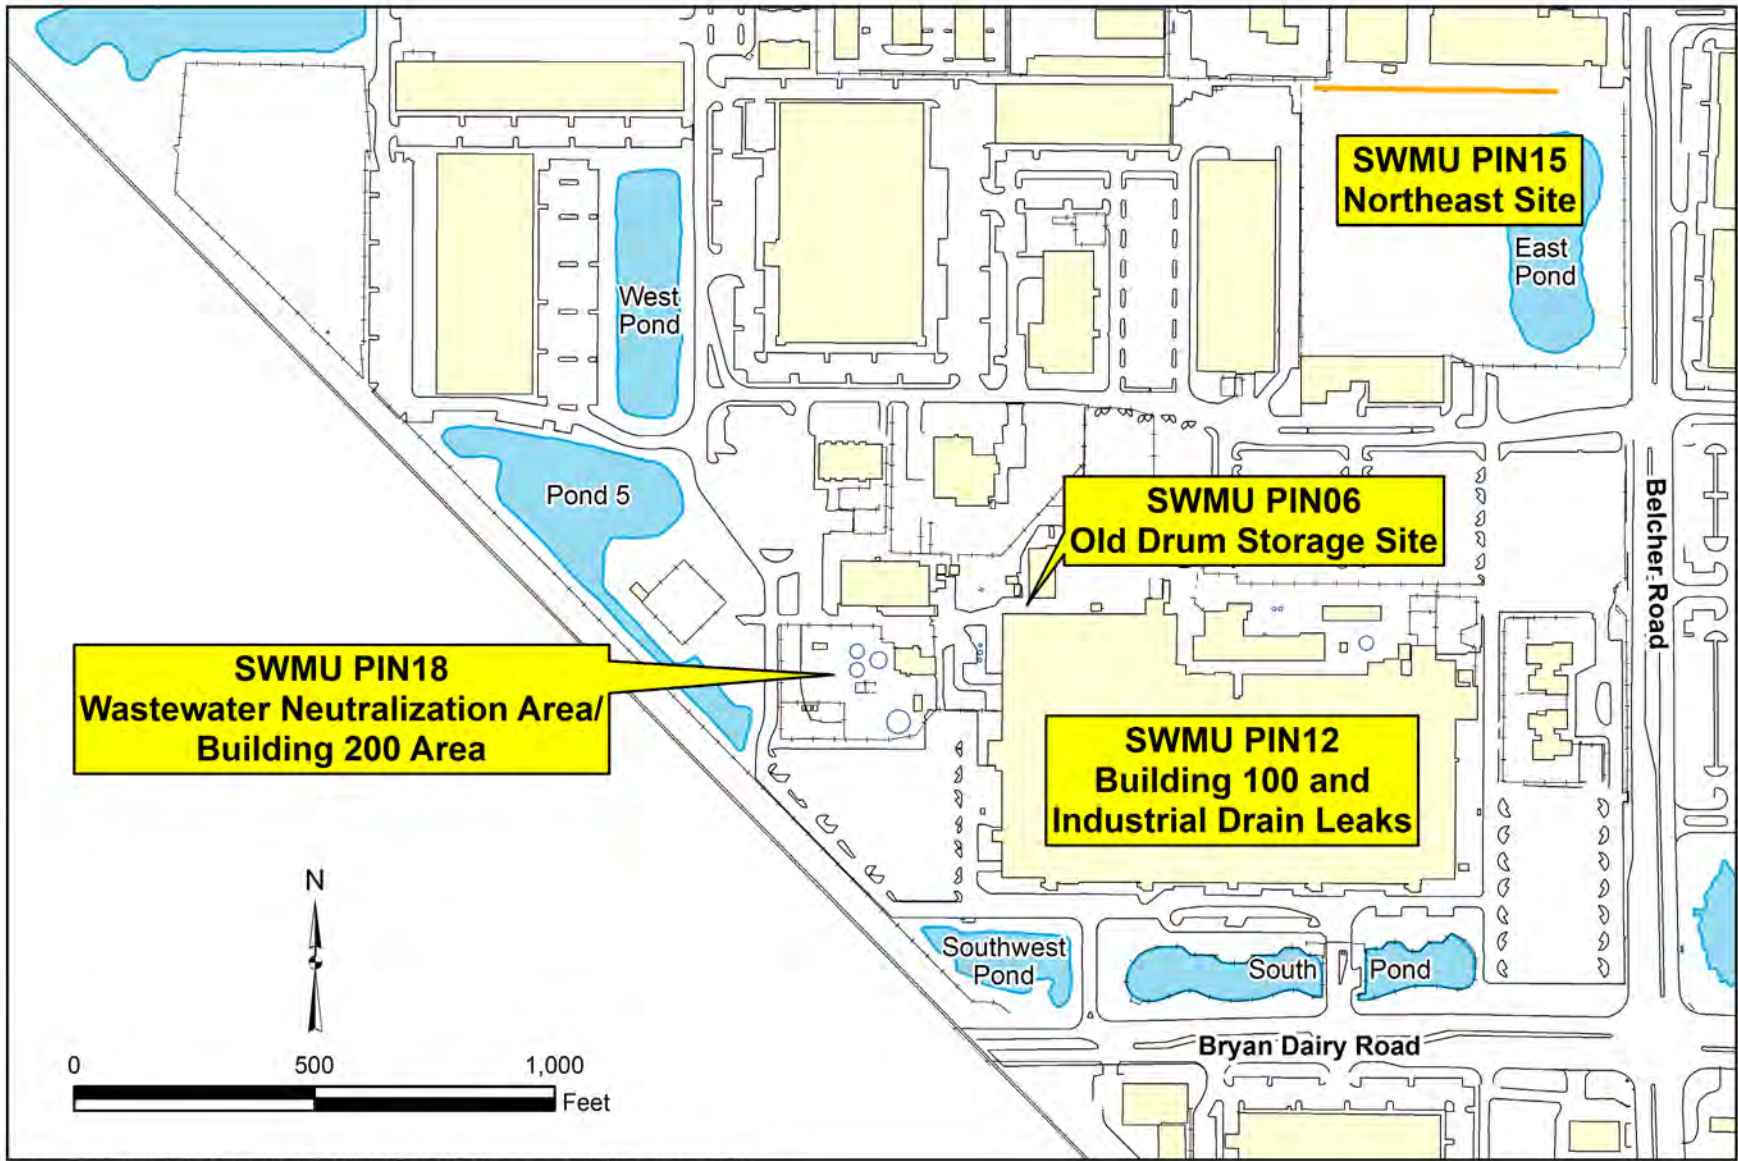 SWMU PIN15
Northeast Site
East
Pond
West
Pond
Pond 5
SWMU PIN06
Old Drum Storage Site
Belcher Road
SWMU PIN18
Wastewater Neutralization Area/
Building 200 Area
SWMU PIN12
Building 100 and
Industrial Drain Leaks
N
Southwest
Pond
South Pond
Bryan Dairy Road
0 500 1,000
Feet